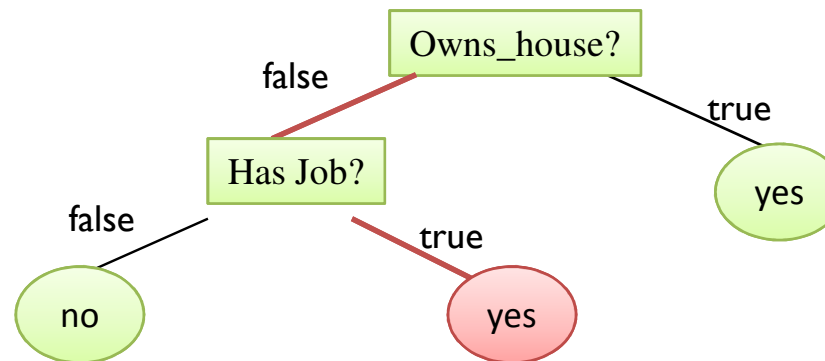 Owns_house?
false
true
Has Job?
yes
false
true
no
yes